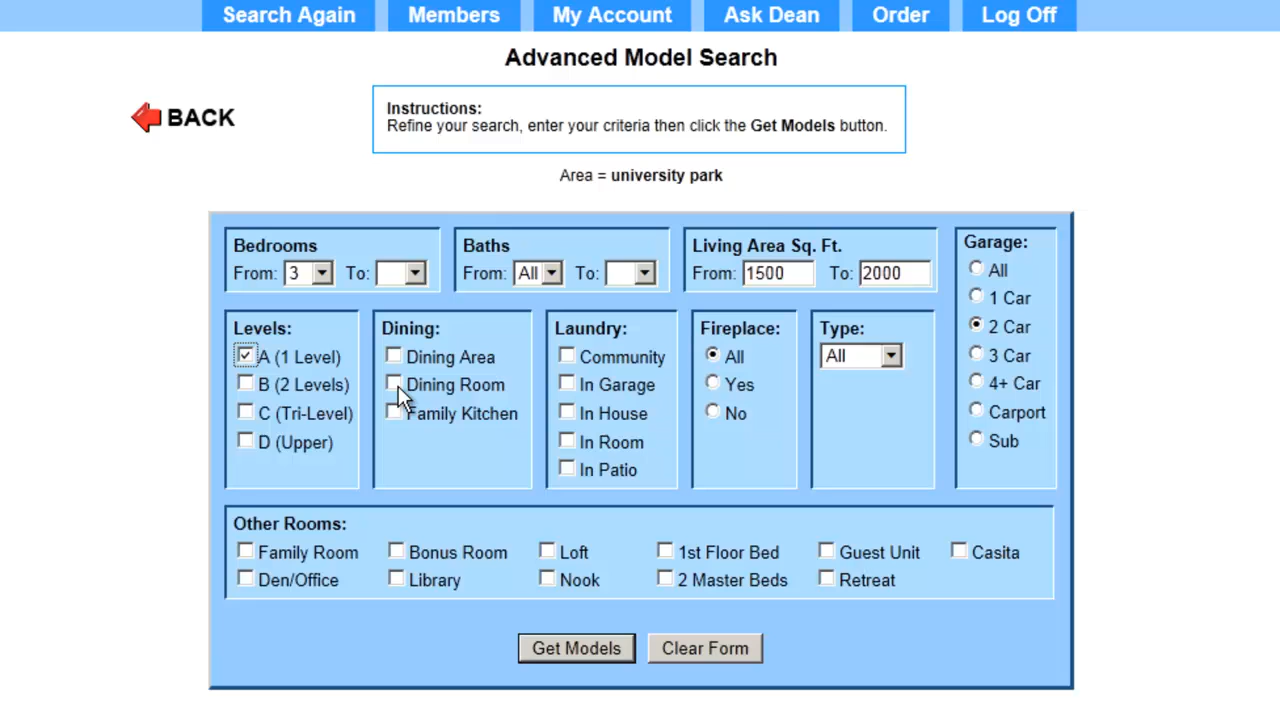 Search Again Members My Account Ask Dean Order Log Off
Advanced Model Search
BACK
Instructions:
Refine your search, enter your criteria then click the Get Models button.
Area = university park
Bedrooms
From: 3 To:
Baths
From: All To:
Living Area Sq. Ft.
From: 1500 To: 2000
Garage:
All
1 Car
2 Car
3 Car
4+ Car
Carport
Sub
Levels:
A (1 Level)
B (2 Levels)
C (Tri-Level)
D (Upper)
Dining:
Dining Area
Dining Room
Family Kitchen
Laundry:
Community
In Garage
In House
In Room
In Patio
Fireplace:
All
Yes
No
Type:
All
Other Rooms:
Family Room Bonus Room Loft 1st Floor Bed Guest Unit Casita
Den/Office Library Nook 2 Master Beds Retreat
Get Models Clear Form